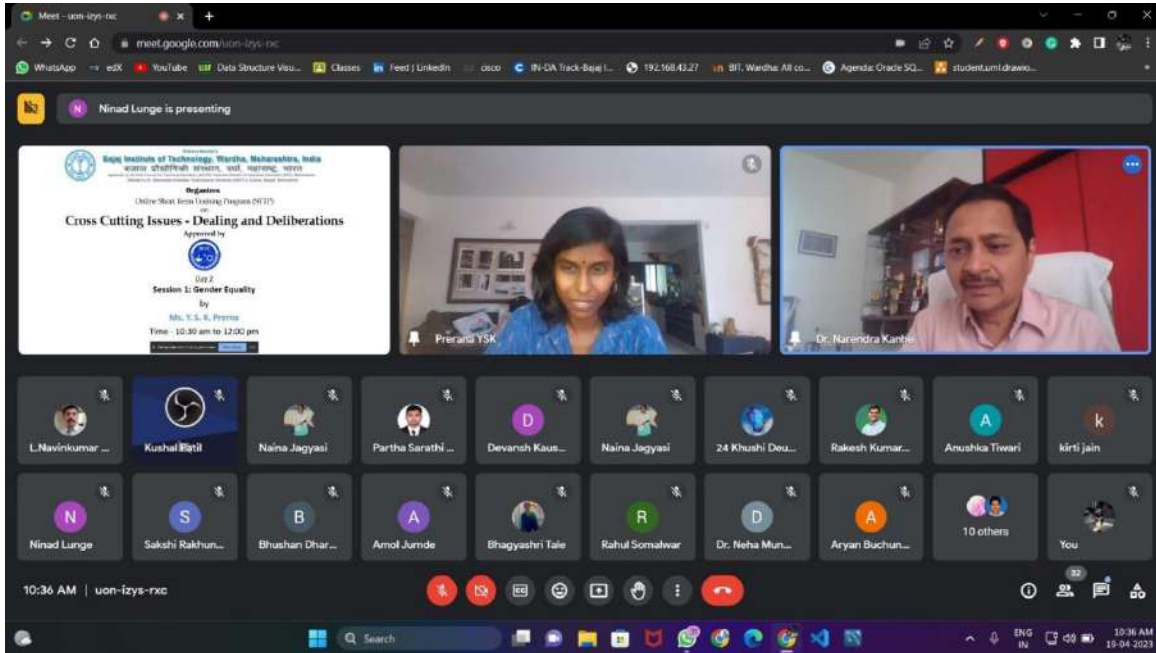 Meet – uon-izys-rxc
meet.google.com/uon-izys-rxc
WhatsApp
edX
YouTube
Data Structure Visu...
Classes
Feed | LinkedIn
cisco
IN-DA Track-Bajaj I...
192.168.43.27
BIT, Wardha: All co...
Agenda: Oracle SQ...
student.uml.drawio...
N
Ninad Lunge is presenting
Bajaj Institute of Technology, Wardha, Maharashtra, India
Organizes
Online Short Term Training Program (STTP)
on
Cross Cutting Issues - Dealing and Deliberations
Approved by
Day 2
Session 1: Gender Equality
by
Ms. Y. S. K. Prerna
Time - 10:30 am to 12:00 pm
Prerana YSK
Dr. Narendra Kanhe
L.Navinkumar ...
Kushal Patil
Naina Jagyasi
Partha Sarathi ...
D
Devansh Kaus...
Naina Jagyasi
24 Khushi Deu...
Rakesh Kumar...
A
Anushka Tiwari
k
kirti jain
N
Ninad Lunge
S
Sakshi Rakhun...
B
Bhushan Dhar...
A
Amol Jumde
Bhagyashri Tale
R
Rahul Somalwar
D
Dr. Neha Mun...
A
Aryan Buchun...
10 others
You
10:36 AM | uon-izys-rxc
32
Search
ENG
IN
10:36 AM
19-04-2023